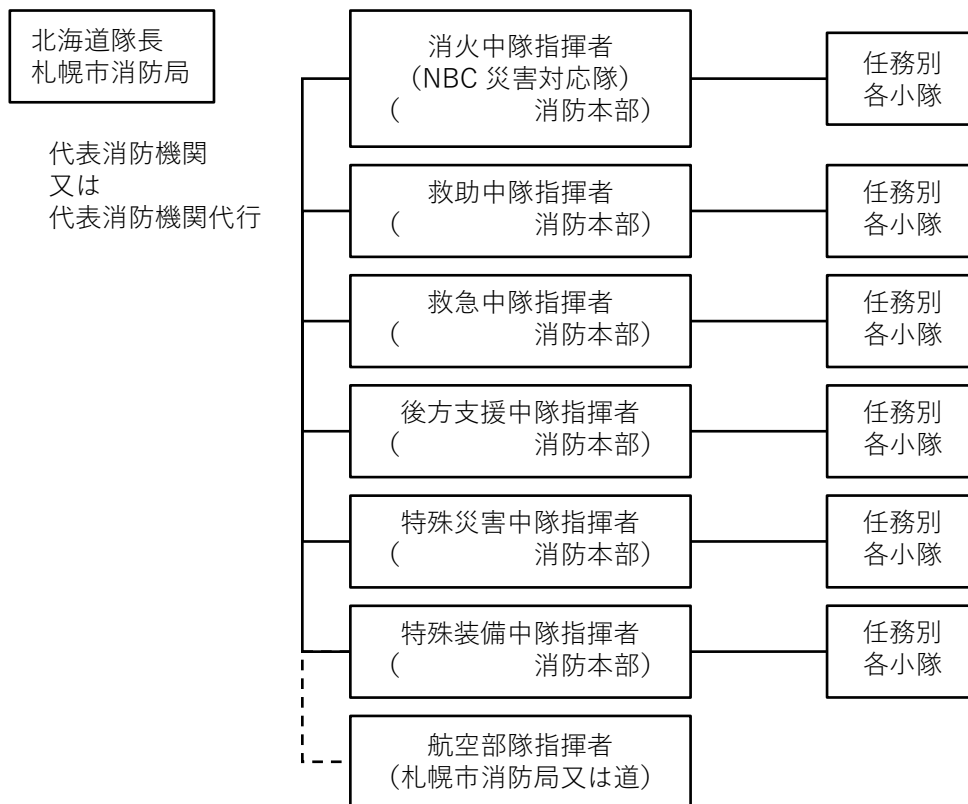 北海道隊長
札幌市消防局
代表消防機関
又は
代表消防機関代行
消火中隊指揮者
（NBC 災害対応隊）
（　　　　　消防本部）
任務別
各小隊
救助中隊指揮者
（　　　　　消防本部）
任務別
各小隊
救急中隊指揮者
（　　　　　消防本部）
任務別
各小隊
後方支援中隊指揮者
（　　　　　消防本部）
任務別
各小隊
特殊災害中隊指揮者
（　　　　　消防本部）
任務別
各小隊
特殊装備中隊指揮者
（　　　　　消防本部）
任務別
各小隊
航空部隊指揮者
（札幌市消防局又は道）